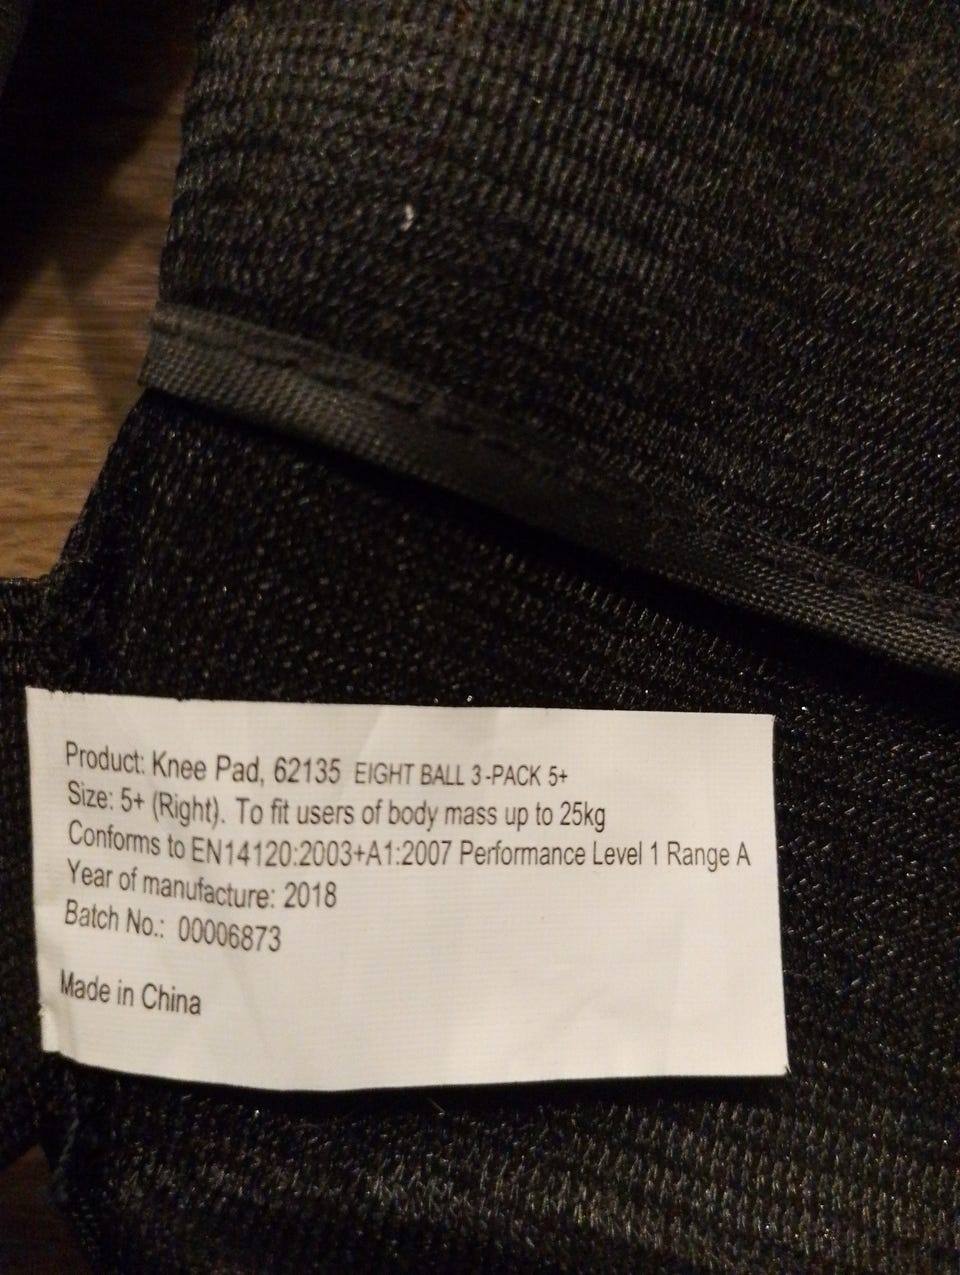 Product: Knee Pad, 62135 EIGHT BALL 3-PACK 5+
Size: 5+ (Right). To fit users of body mass up to 25kg
Conforms to EN14120:2003+A1:2007 Performance Level 1 Range A
Year of manufacture: 2018
Batch No.: 00006873
Made in China